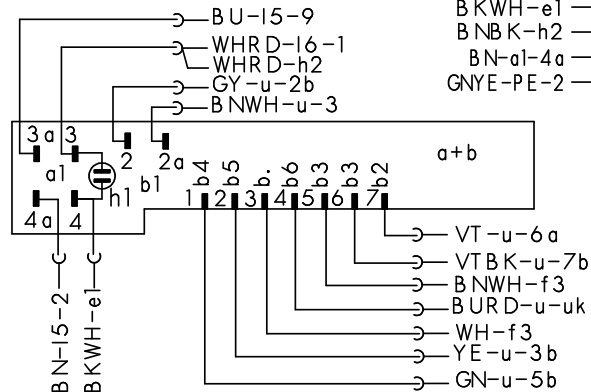 BU-15-9
WHRD-16-1
WHRD-h2
GY-u-2b
BNWH-u-3
BKWH-e1
BNBK-h2
BN-a1-4a
GNYE-PE-2
3a 3
2 2a
a1
h1 b1
4a 4
a+b
b4 b5 b. b6 b3 b3 b2
1 2 3 4 5 6 7
VT-u-6a
VTBK-u-7b
BNWH-f3
BURD-u-uk
WH-f3
YE-u-3b
GN-u-5b
BN-15-2
BKWH-e1